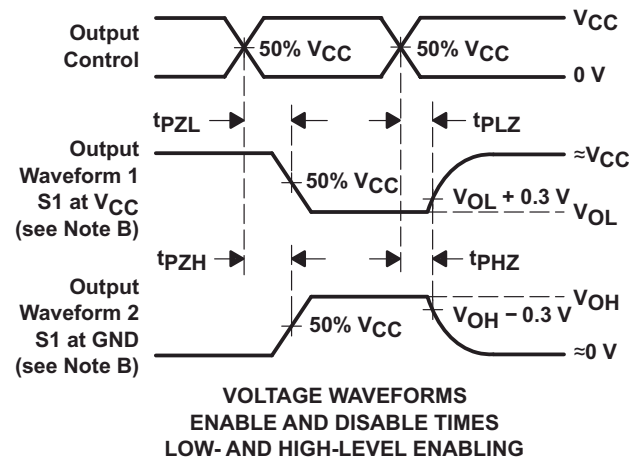 Output
Control
50% VCC
50% VCC
VCC
0 V
tPZL
tPLZ
Output
Waveform 1
S1 at VCC
(see Note B)
50% VCC
≈VCC
VOL + 0.3 V
VOL
tPZH
tPHZ
Output
Waveform 2
S1 at GND
(see Note B)
50% VCC
VOH
VOH − 0.3 V
≈0 V
VOLTAGE WAVEFORMS
ENABLE AND DISABLE TIMES
LOW- AND HIGH-LEVEL ENABLING